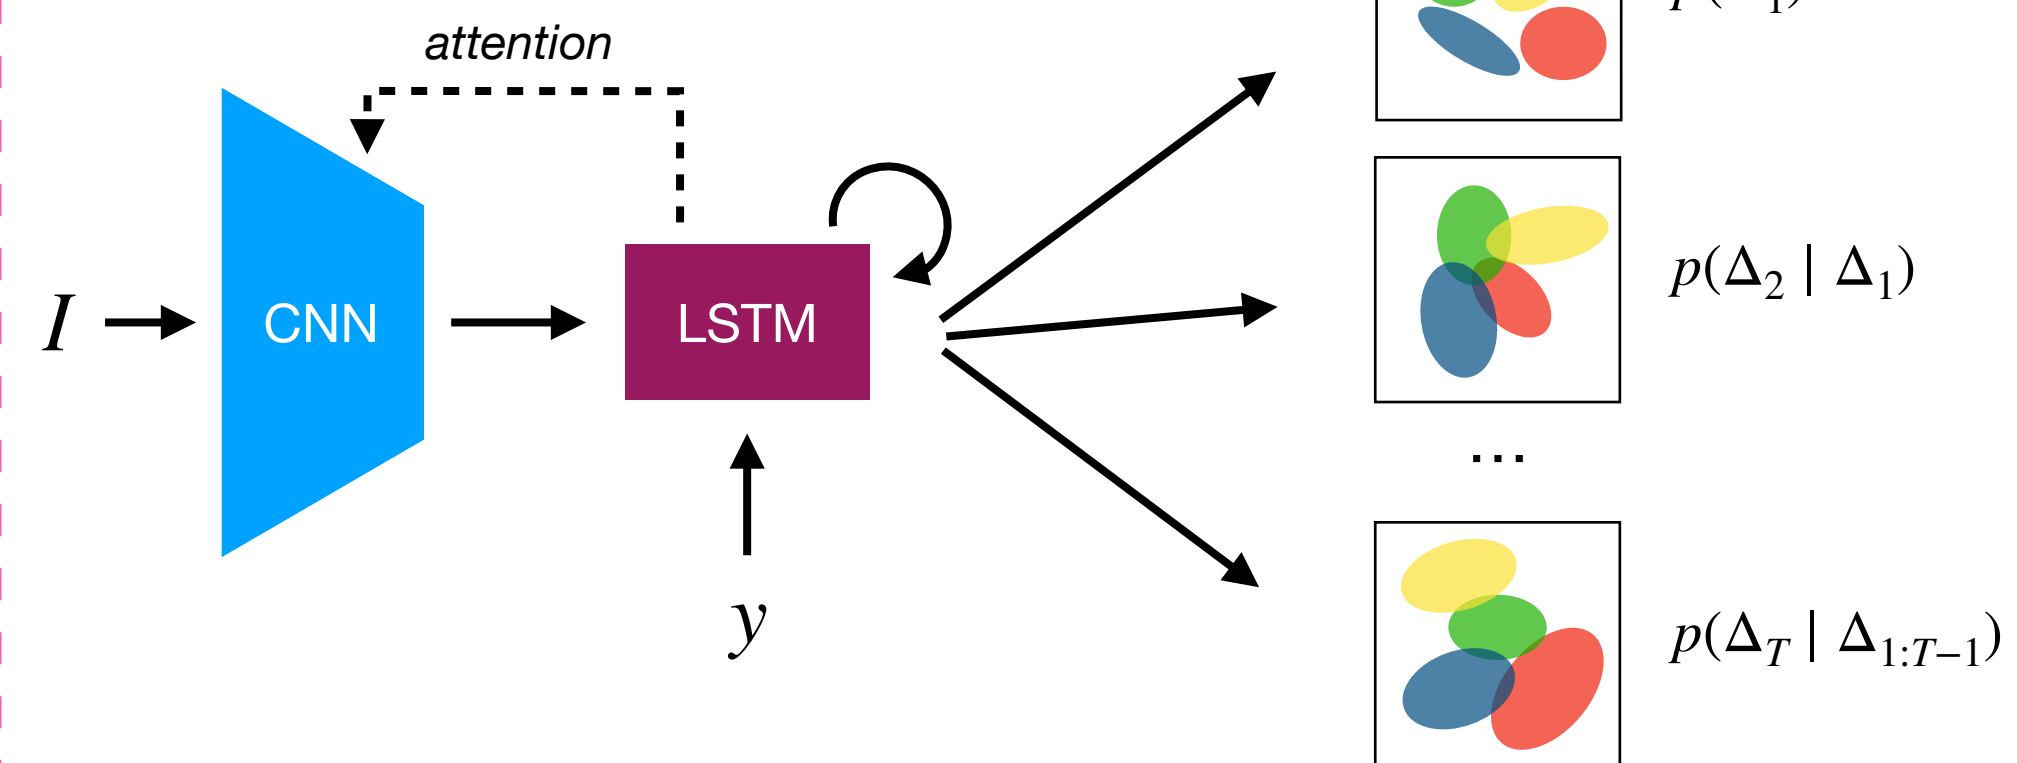 attention
I
CNN
LSTM
y
p(Δ₂ | Δ₁)
...
p(Δ_T | Δ_{1:T−1})